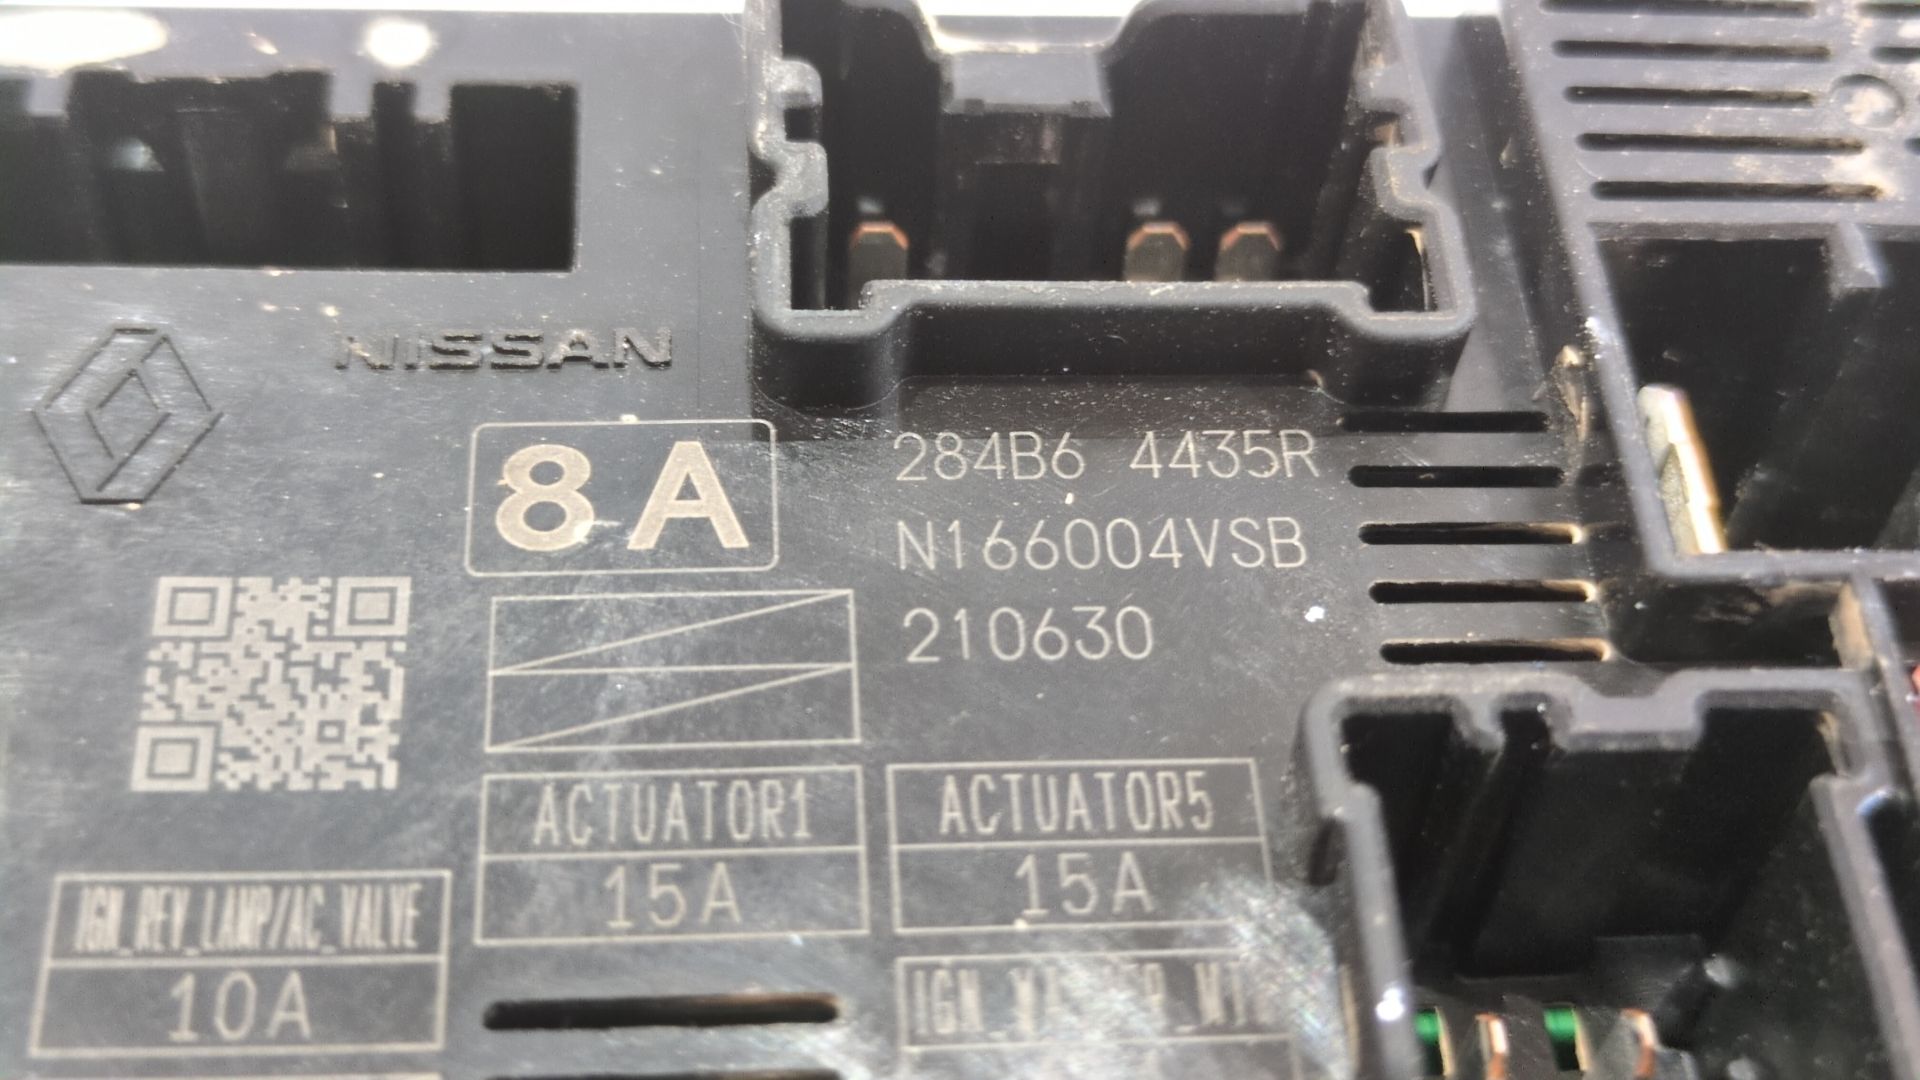 NISSAN
8A
284B6 4435R
N166004VSB
210630
ACTUATOR1
15A
ACTUATOR5
15A
IGN_REV_LAMP/AC_VALVE
10A